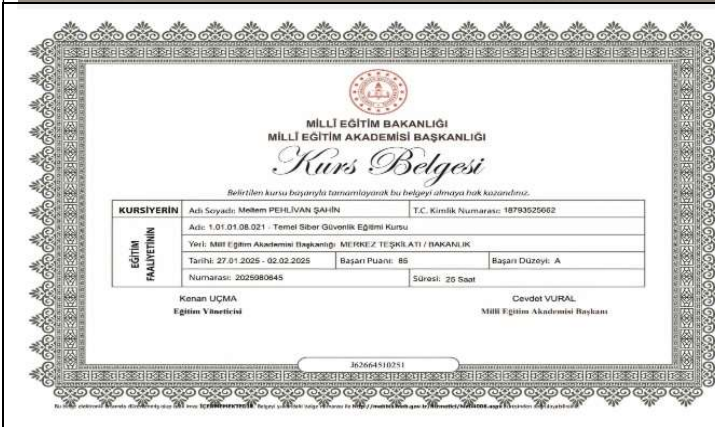 MİLLÎ EĞİTİM BAKANLIĞI
MİLLÎ EĞİTİM AKADEMİSİ BAŞKANLIĞI
Kurs Belgesi
Belirtilen kursu başarıyla tamamlayarak bu belgeyi almaya hak kazandınız.
KURSİYERİN Adı Soyadı: Meltem PEHLİVAN ŞAHİN T.C. Kimlik Numarası: 18793525662
EĞİTİM FAALİYETİNİN
Adı: 1.01.01.08.021 - Temel Siber Güvenlik Eğitimi Kursu
Yeri: Millî Eğitim Akademisi Başkanlığı MERKEZ TEŞKİLATI / BAKANLIK
Tarihi: 27.01.2025 - 02.02.2025 Başarı Puanı: 85 Başarı Düzeyi: A
Numarası: 2025980645 Süresi: 25 Saat
Kenan UÇMA Cevdet VURAL
Eğitim Yöneticisi Millî Eğitim Akademisi Başkanı
J62664510251